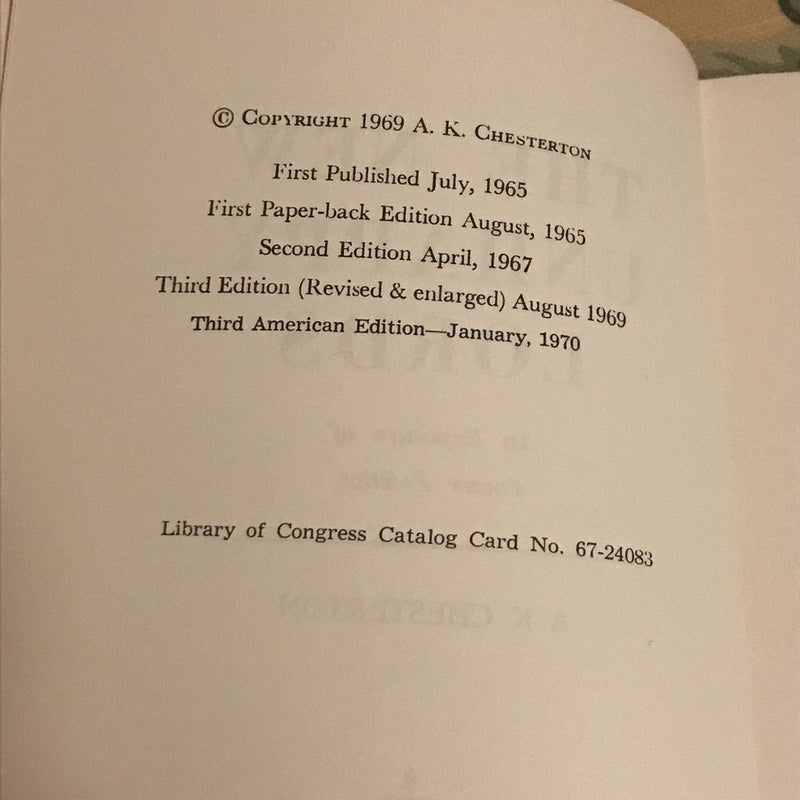 © Copyright 1969 A. K. Chesterton
First Published July, 1965
First Paper-back Edition August, 1965
Second Edition April, 1967
Third Edition (Revised & enlarged) August 1969
Third American Edition—January, 1970
Library of Congress Catalog Card No. 67-24083